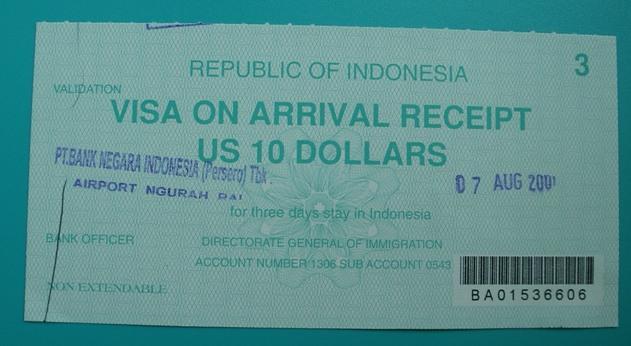 3
REPUBLIC OF INDONESIA
VALIDATION
VISA ON ARRIVAL RECEIPT
US 10 DOLLARS
PT.BANK NEGARA INDONESIA (Persero) Tbk.
AIRPORT NGURAH RAI
07 AUG
for three days stay in Indonesia
BANK OFFICER
DIRECTORATE GENERAL OF IMMIGRATION
ACCOUNT NUMBER 1306 SUB ACCOUNT 0543
NON EXTENDABLE
BA01536606